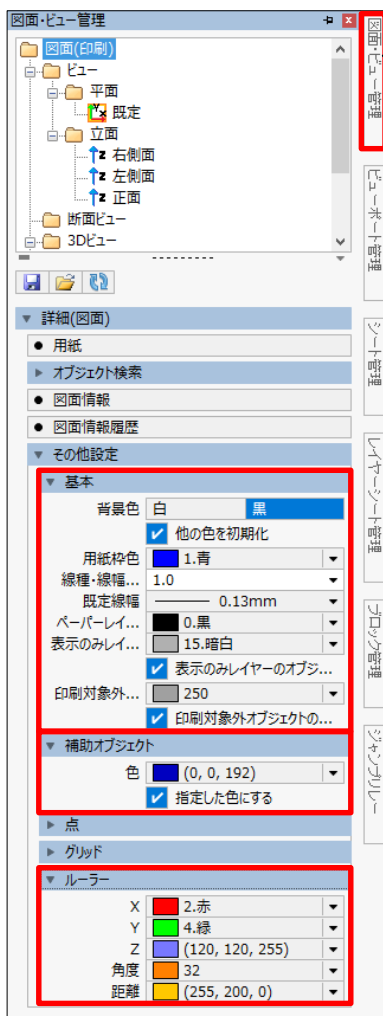 図面・ビュー管理
図面(印刷)
ビュー
平面
既定
立面
右側面
左側面
正面
断面ビュー
3Dビュー
詳細(図面)
用紙
オブジェクト検索
図面情報
図面情報履歴
その他設定
基本
背景色 白 黒
他の色を初期化
用紙枠色 1.青
線種・線幅... 1.0
既定線幅 0.13mm
ペーパーレイ... 0.黒
表示のみレイ... 15.暗白
表示のみレイヤーのオブジ...
印刷対象外... 250
印刷対象外オブジェクトの...
補助オブジェクト
色 (0, 0, 192)
指定した色にする
点
グリッド
ルーラー
X 2.赤
Y 4.緑
Z (120, 120, 255)
角度 32
距離 (255, 200, 0)
図面・ビュー管理
ビューポート管理
シート管理
レイヤーシート管理
ブロック管理
ジャンプリレー